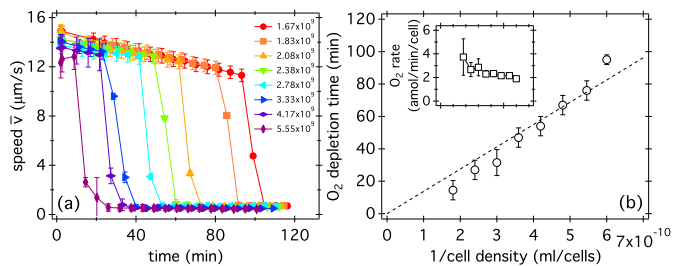 16
12
8
4
0
speed v̄ (μm/s)
0
40
80
120
time (min)
(a)
1.67x10⁹
1.83x10⁹
2.08x10⁹
2.38x10⁹
2.78x10⁹
3.33x10⁹
4.17x10⁹
5.55x10⁹
120
100
80
60
40
20
0
O₂ depletion time (min)
0
1
2
3
4
5
6
7x10⁻¹⁰
1/cell density (ml/cells)
(b)
6
4
2
0
O₂ rate
(amol/min/cell)